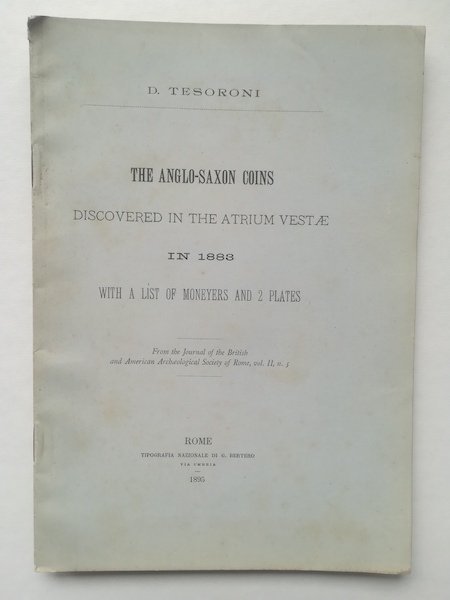 D. TESORONI
THE ANGLO-SAXON COINS
DISCOVERED IN THE ATRIUM VESTÆ
IN 1883
WITH A LIST OF MONEYERS AND 2 PLATES
From the Journal of the British
and American Archæological Society of Rome, vol. II, n. 5
ROME
TIPOGRAFIA NAZIONALE DI G. BERTERO
VIA UMBRIA
1895